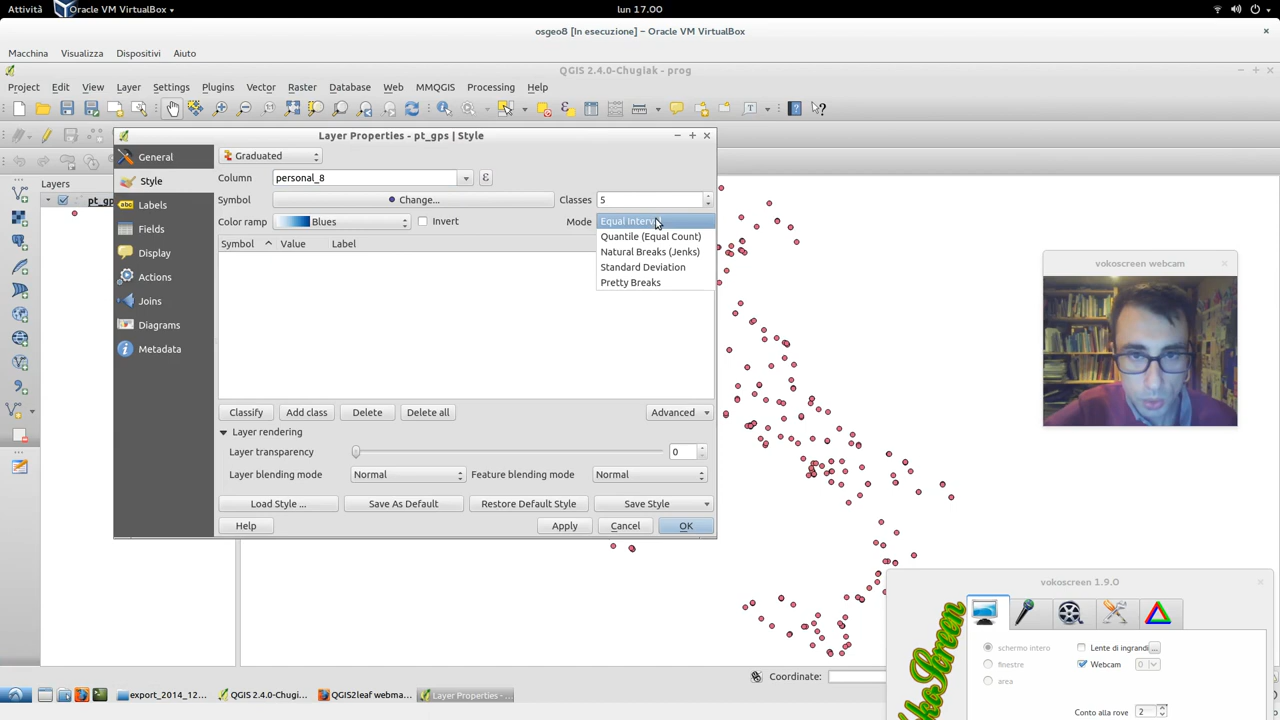 Attività
Oracle VM VirtualBox
lun 17.00
osgeo8 [In esecuzione] – Oracle VM VirtualBox
Macchina Visualizza Dispositivi Aiuto
QGIS 2.4.0-Chugiak - prog
Project Edit View Layer Settings Plugins Vector Raster Database Web MMQGIS Processing Help
Layer Properties - pt_gps | Style
Layers
pt_gp
General
Style
Labels
Fields
Display
Actions
Joins
Diagrams
Metadata
Graduated
Column personal_8 ε
Symbol Change... Classes 5
Color ramp Blues Invert Mode Equal Interv
Quantile (Equal Count)
Natural Breaks (Jenks)
Standard Deviation
Pretty Breaks
Symbol Value Label
Classify Add class Delete Delete all Advanced
Layer rendering
Layer transparency 0
Layer blending mode Normal Feature blending mode Normal
Load Style ... Save As Default Restore Default Style Save Style
Help Apply Cancel OK
vokoscreen webcam
vokoscreen 1.9.0
schermo intero
finestre
area
Lente di ingrandi ...
Webcam 0
Conto alla rove 2
Coordinate:
export_2014_12... QGIS 2.4.0-Chugi... QGIS2leaf webma... Layer Properties - ...